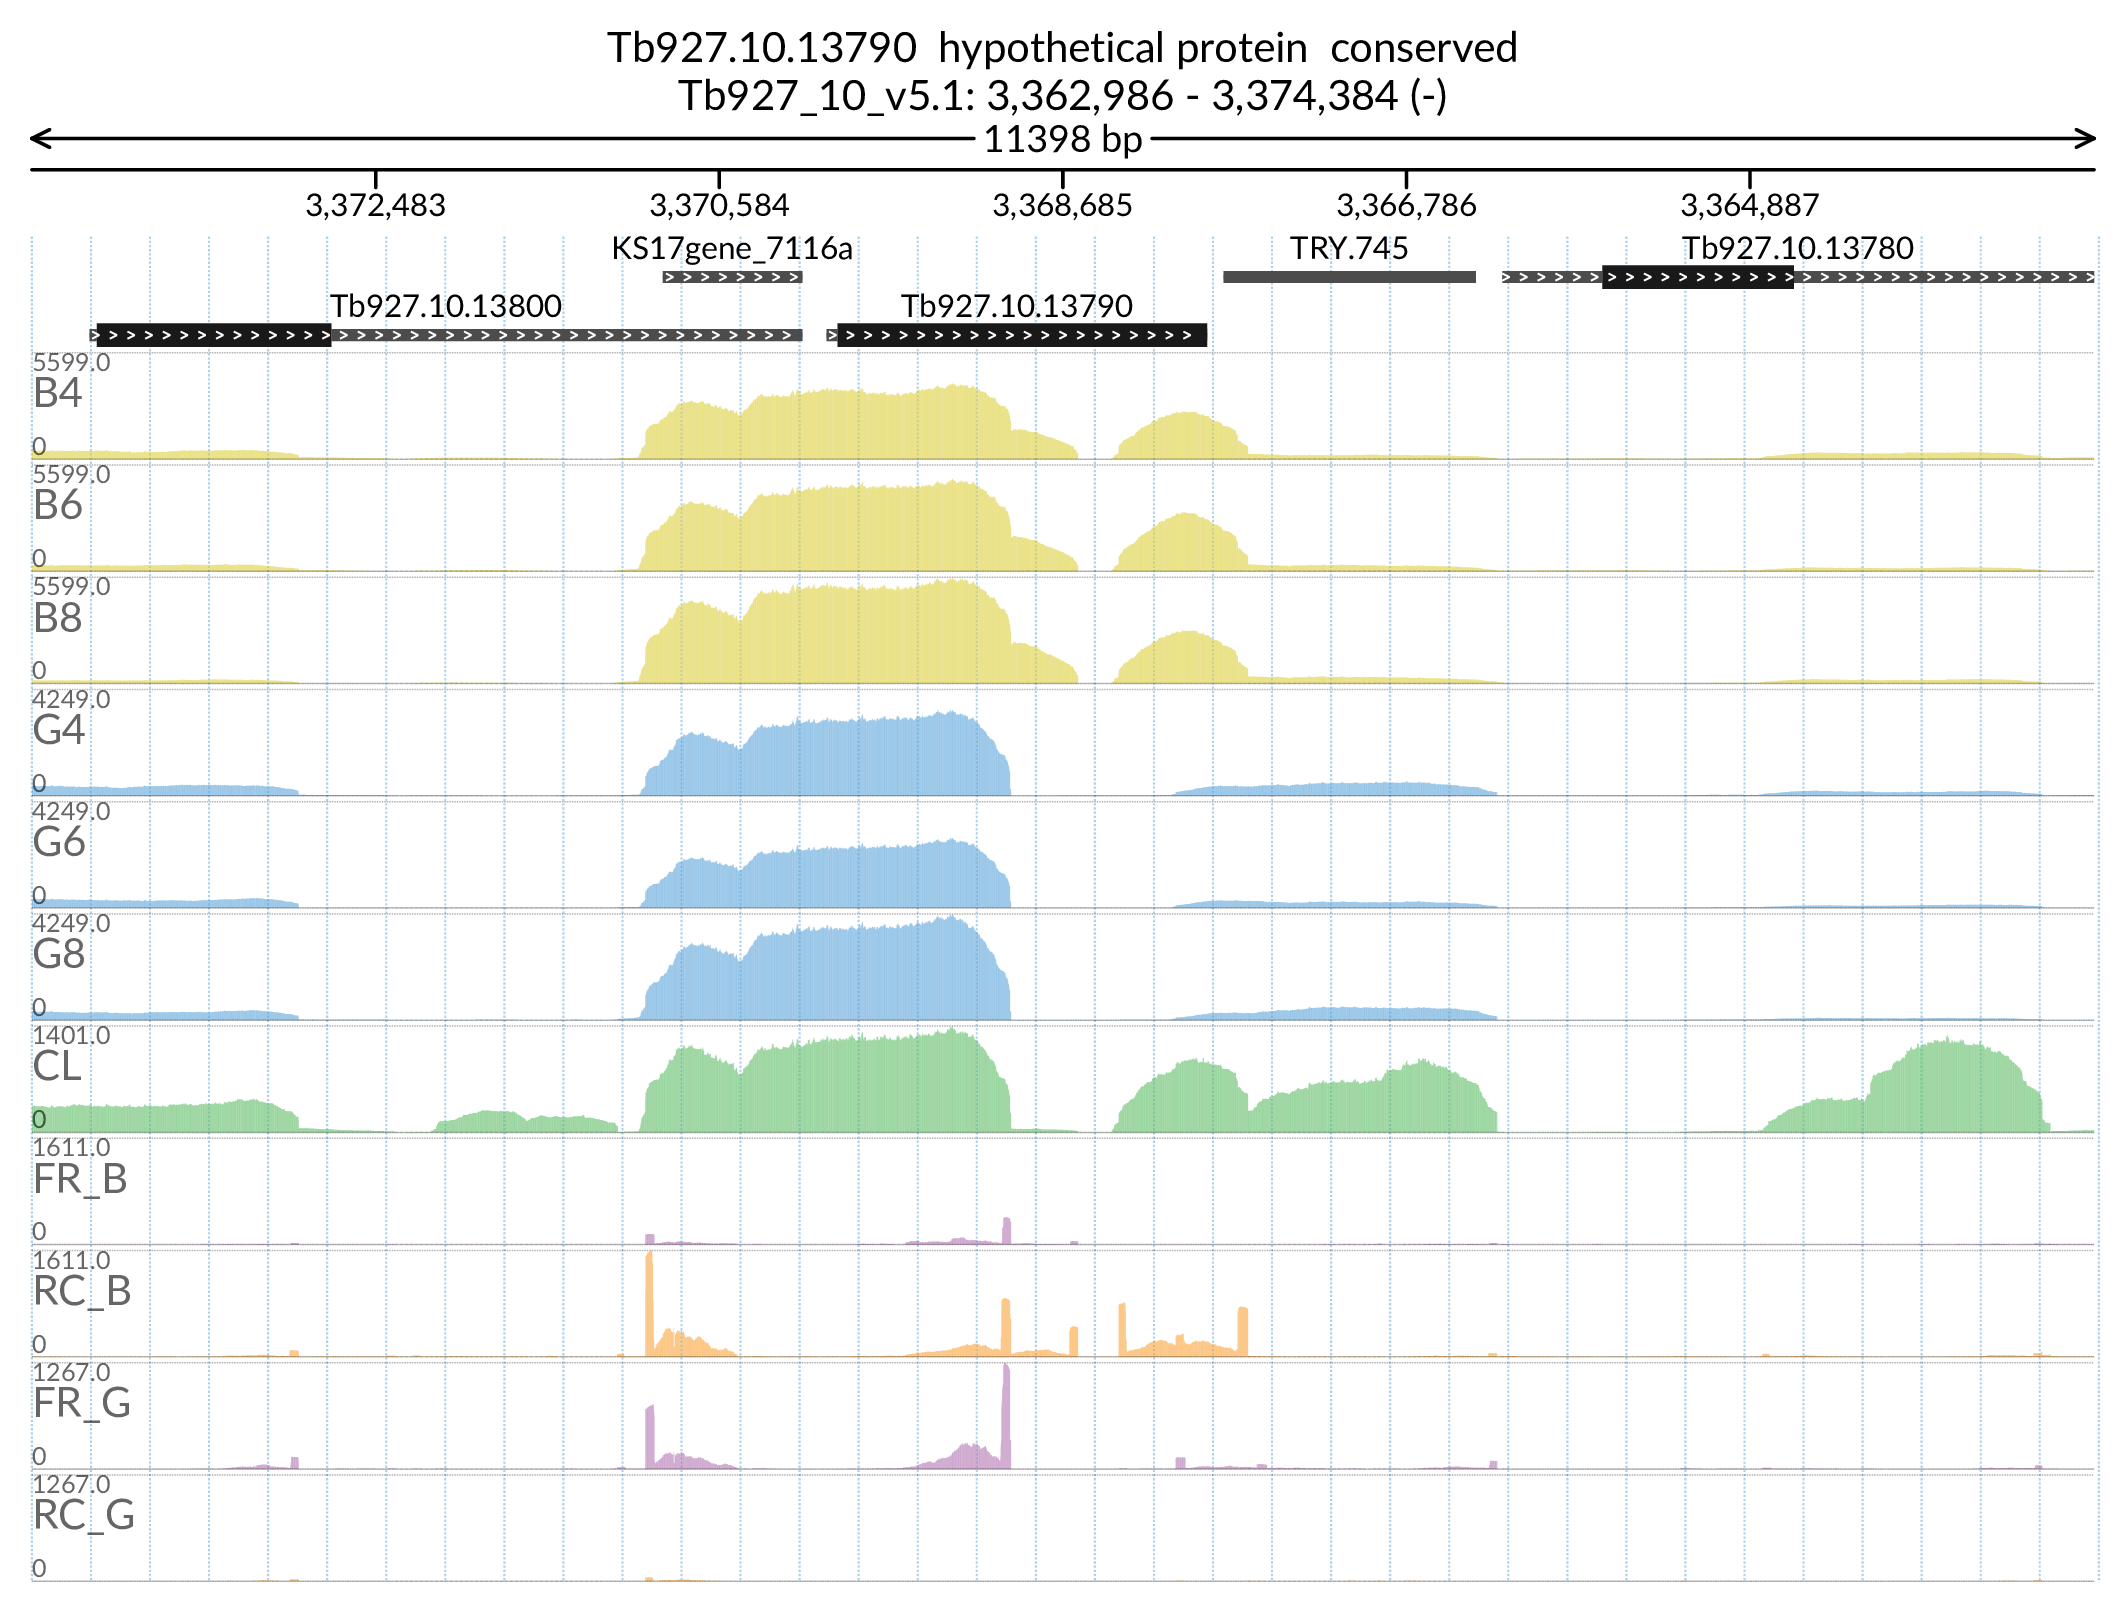 Tb927.10.13790  hypothetical protein  conserved
Tb927_10_v5.1: 3,362,986 - 3,374,384 (-)
11398 bp
3,372,483 3,370,584 3,368,685 3,366,786 3,364,887
KS17gene_7116a TRY.745 Tb927.10.13780
Tb927.10.13800 Tb927.10.13790
5599.0
B4
0
5599.0
B6
0
5599.0
B8
0
4249.0
G4
0
4249.0
G6
0
4249.0
G8
0
1401.0
CL
0
1611.0
FR_B
0
1611.0
RC_B
0
1267.0
FR_G
0
1267.0
RC_G
0